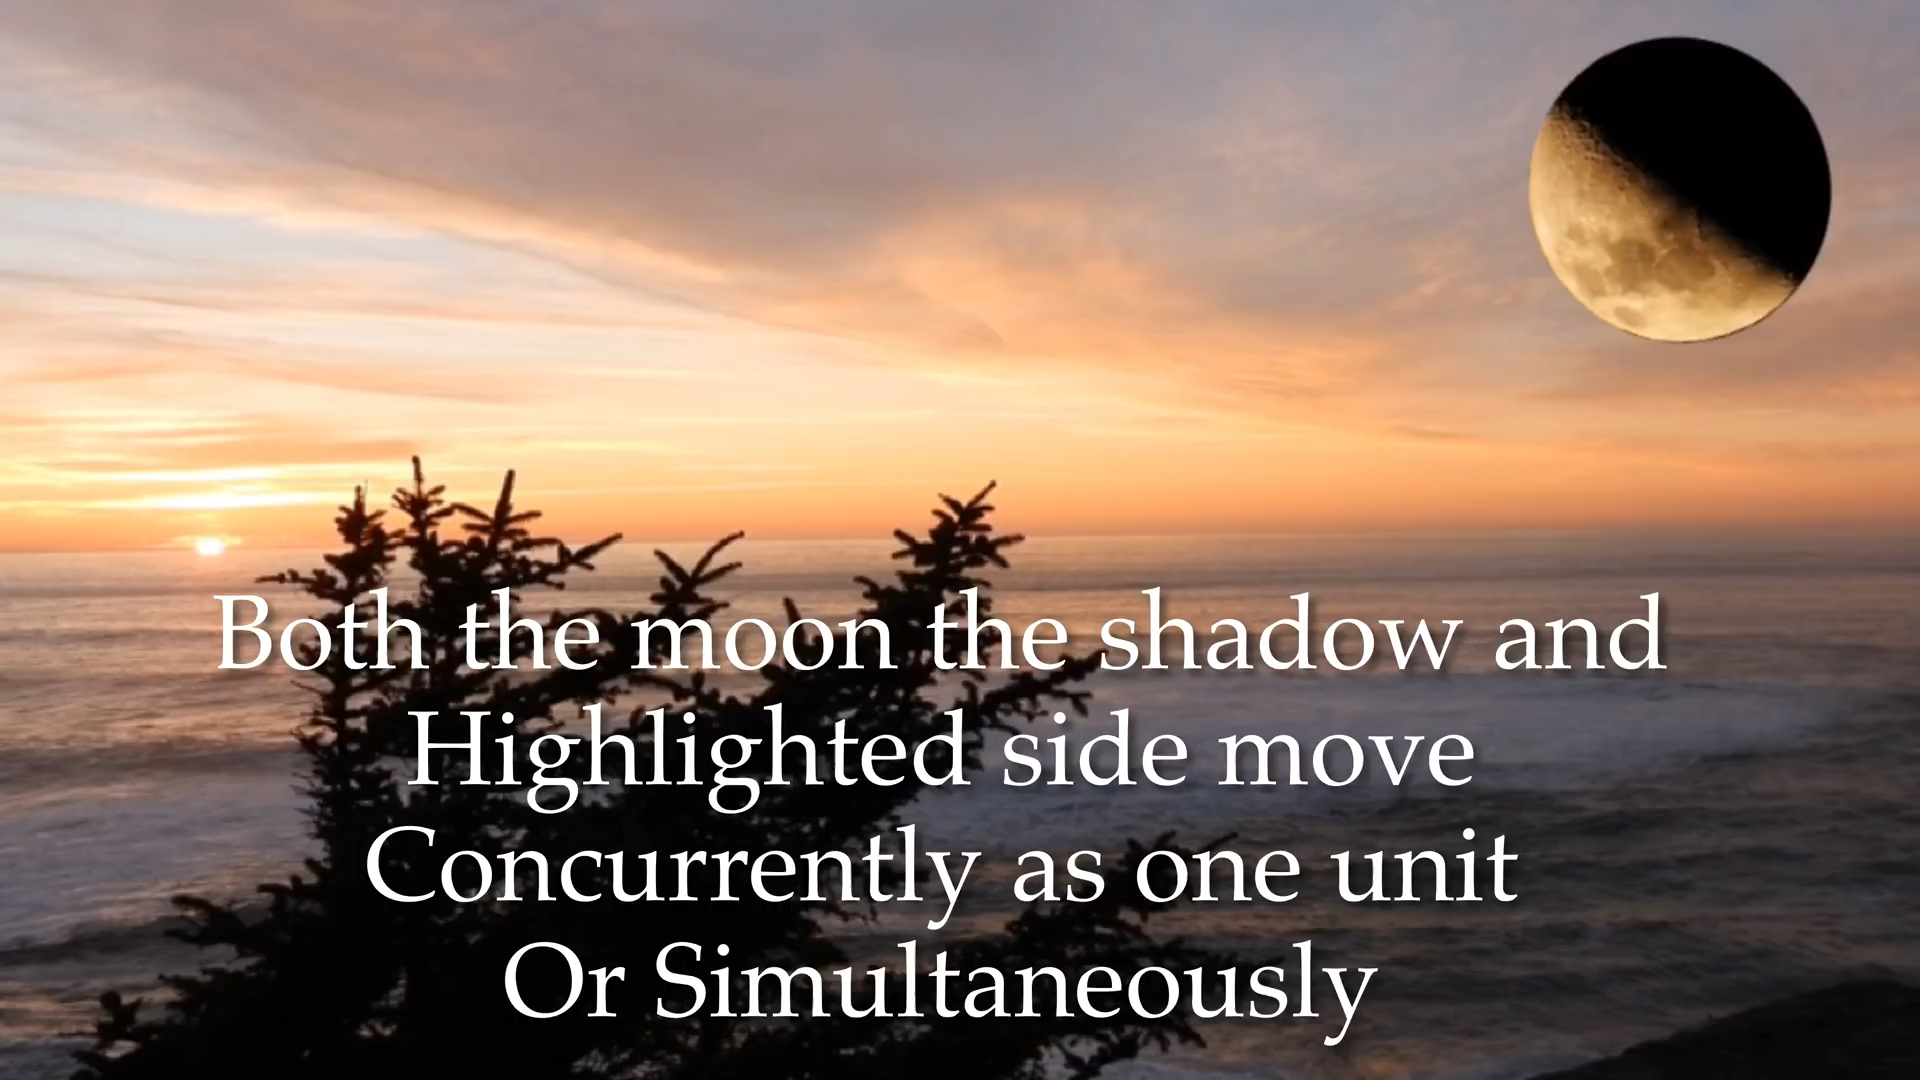 Both the moon the shadow and
Highlighted side move
Concurrently as one unit
Or Simultaneously